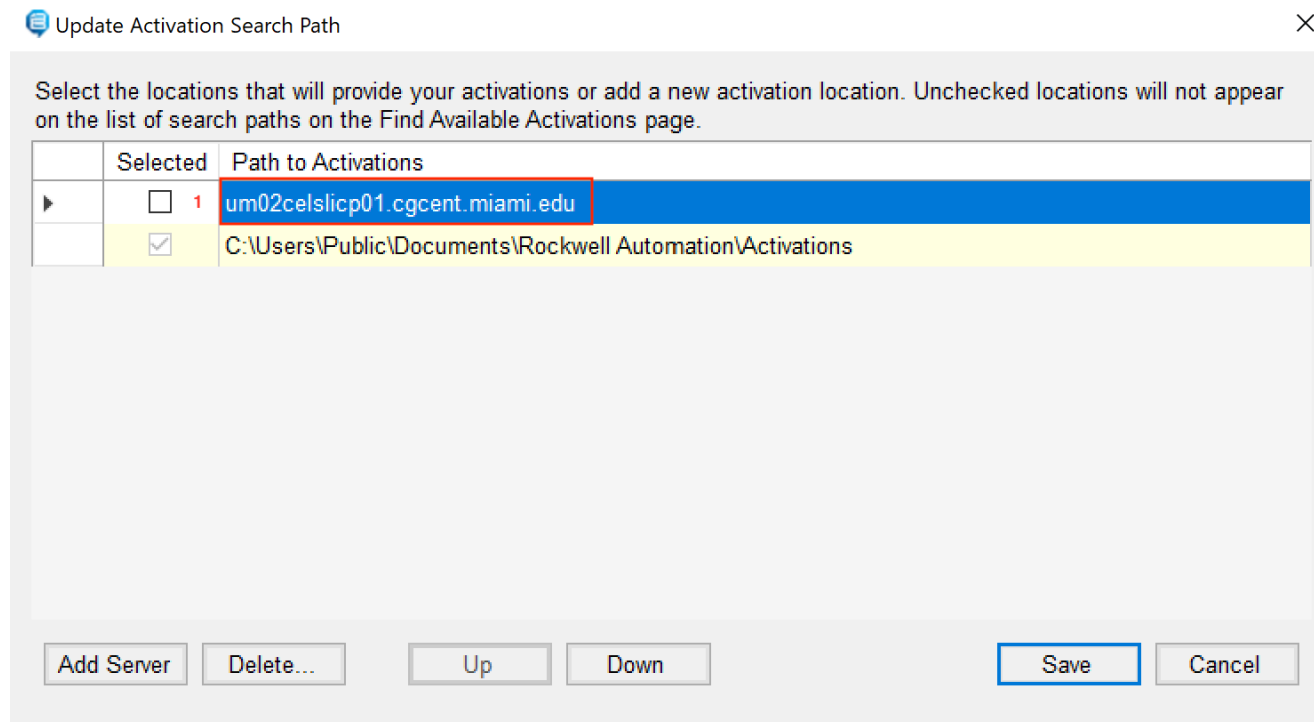 Update Activation Search Path
Select the locations that will provide your activations or add a new activation location. Unchecked locations will not appear
on the list of search paths on the Find Available Activations page.
Selected Path to Activations
1 um02celslicp01.cgcent.miami.edu
C:\Users\Public\Documents\Rockwell Automation\Activations
Add Server Delete... Up Down Save Cancel